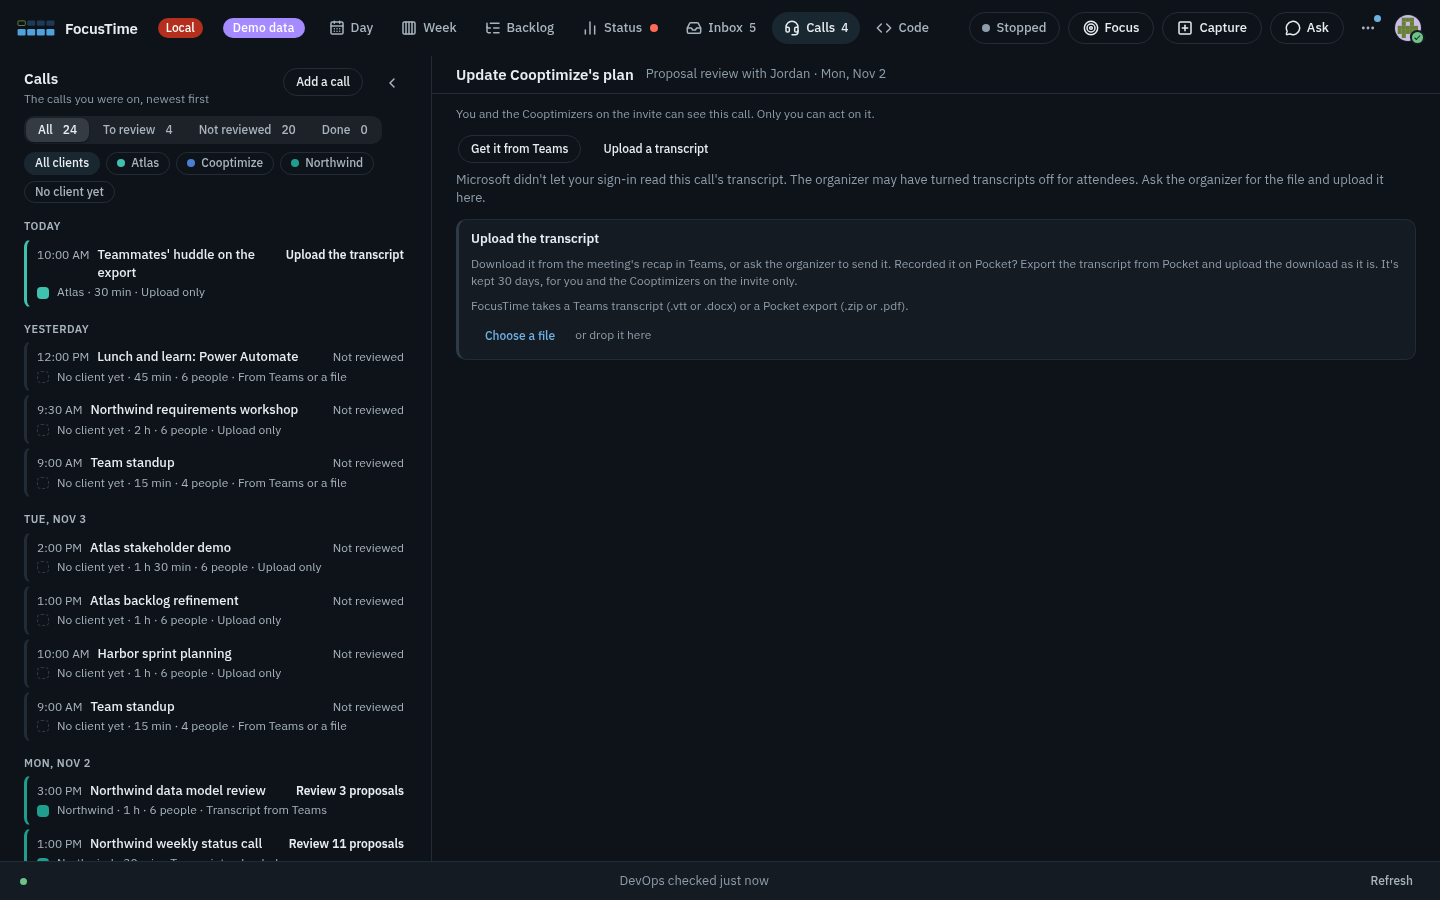 FocusTime
Local
Demo data
Day
Week
Backlog
Status
Inbox 5
Calls 4
Code
Stopped
Focus
Capture
Ask
Calls
The calls you were on, newest first
Add a call
All 24
To review 4
Not reviewed 20
Done 0
All clients
Atlas
Cooptimize
Northwind
No client yet
TODAY
10:00 AM Teammates' huddle on the export
Upload the transcript
Atlas · 30 min · Upload only
YESTERDAY
12:00 PM Lunch and learn: Power Automate Not reviewed
No client yet · 45 min · 6 people · From Teams or a file
9:30 AM Northwind requirements workshop Not reviewed
No client yet · 2 h · 6 people · Upload only
9:00 AM Team standup Not reviewed
No client yet · 15 min · 4 people · From Teams or a file
TUE, NOV 3
2:00 PM Atlas stakeholder demo Not reviewed
No client yet · 1 h 30 min · 6 people · Upload only
1:00 PM Atlas backlog refinement Not reviewed
No client yet · 1 h · 6 people · Upload only
10:00 AM Harbor sprint planning Not reviewed
No client yet · 1 h · 6 people · Upload only
9:00 AM Team standup Not reviewed
No client yet · 15 min · 4 people · From Teams or a file
MON, NOV 2
3:00 PM Northwind data model review Review 3 proposals
Northwind · 1 h · 6 people · Transcript from Teams
1:00 PM Northwind weekly status call Review 11 proposals
Update Cooptimize's plan Proposal review with Jordan · Mon, Nov 2
You and the Cooptimizers on the invite can see this call. Only you can act on it.
Get it from Teams
Upload a transcript
Microsoft didn't let your sign-in read this call's transcript. The organizer may have turned transcripts off for attendees. Ask the organizer for the file and upload it
here.
Upload the transcript
Download it from the meeting's recap in Teams, or ask the organizer to send it. Recorded it on Pocket? Export the transcript from Pocket and upload the download as it is. It's
kept 30 days, for you and the Cooptimizers on the invite only.
FocusTime takes a Teams transcript (.vtt or .docx) or a Pocket export (.zip or .pdf).
Choose a file or drop it here
DevOps checked just now
Refresh